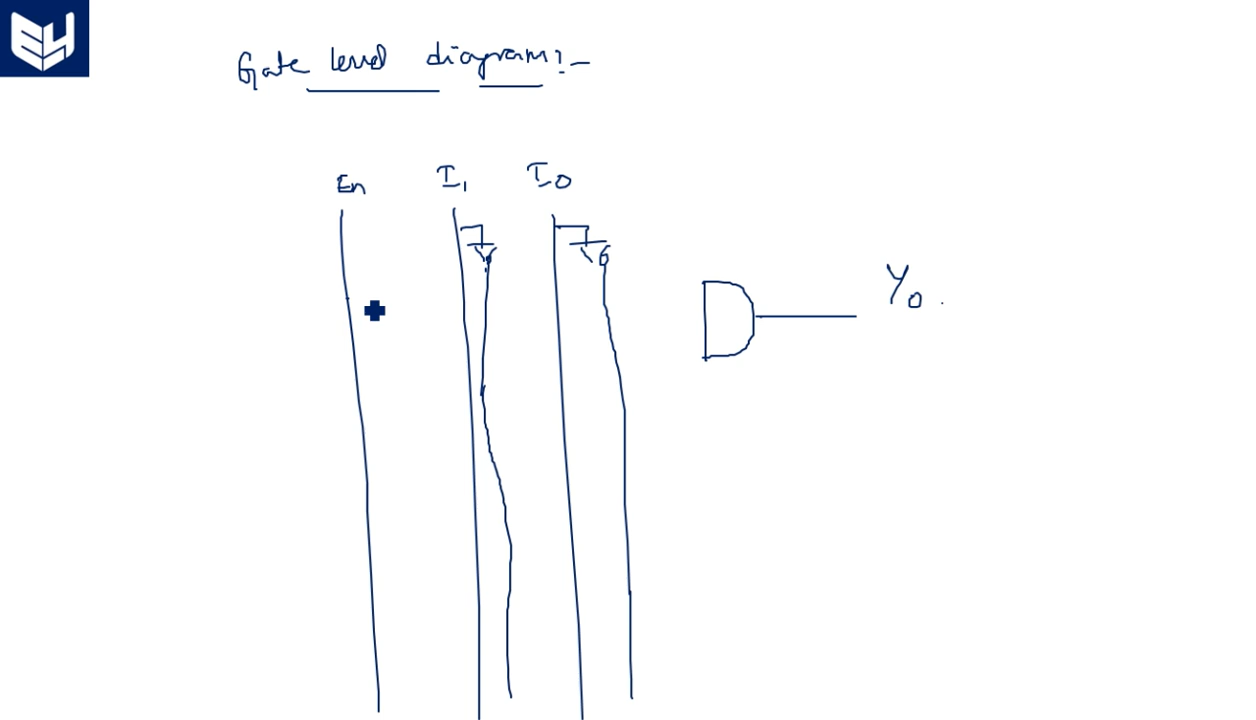 Gate level diagram:-
En I₁ I₀
Y₀